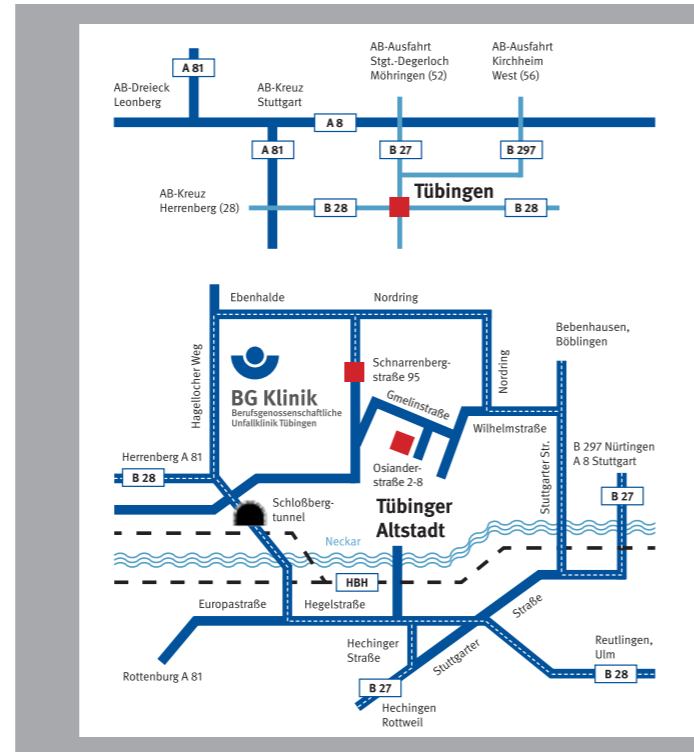 AB-Ausfahrt
Stgt.-Degerloch
Möhringen (52)
AB-Ausfahrt
Kirchheim
West (56)
A 81
AB-Dreieck
Leonberg
AB-Kreuz
Stuttgart
A 8
A 81
B 27
B 297
AB-Kreuz
Herrenberg (28)
Tübingen
B 28
B 28
Ebenhalde
Nordring
Bebenhausen,
Böblingen
Hagellocher Weg
Nordring
Schnarrenberg-
straße 95
BG Klinik
Berufsgenossenschaftliche
Unfallklinik Tübingen
Gmelinstraße
Wilhelmstraße
Stuttgarter Str.
B 297 Nürtingen
A 8 Stuttgart
Herrenberg A 81
B 28
Osiander-
straße 2-8
B 27
Schloßberg-
tunnel
Tübinger
Altstadt
Neckar
HBH
Europastraße
Hegelstraße
Straße
Hechinger
Straße
Stuttgarter
Reutlingen,
Ulm
Rottenburg A 81
B 27
B 28
Hechingen
Rottweil